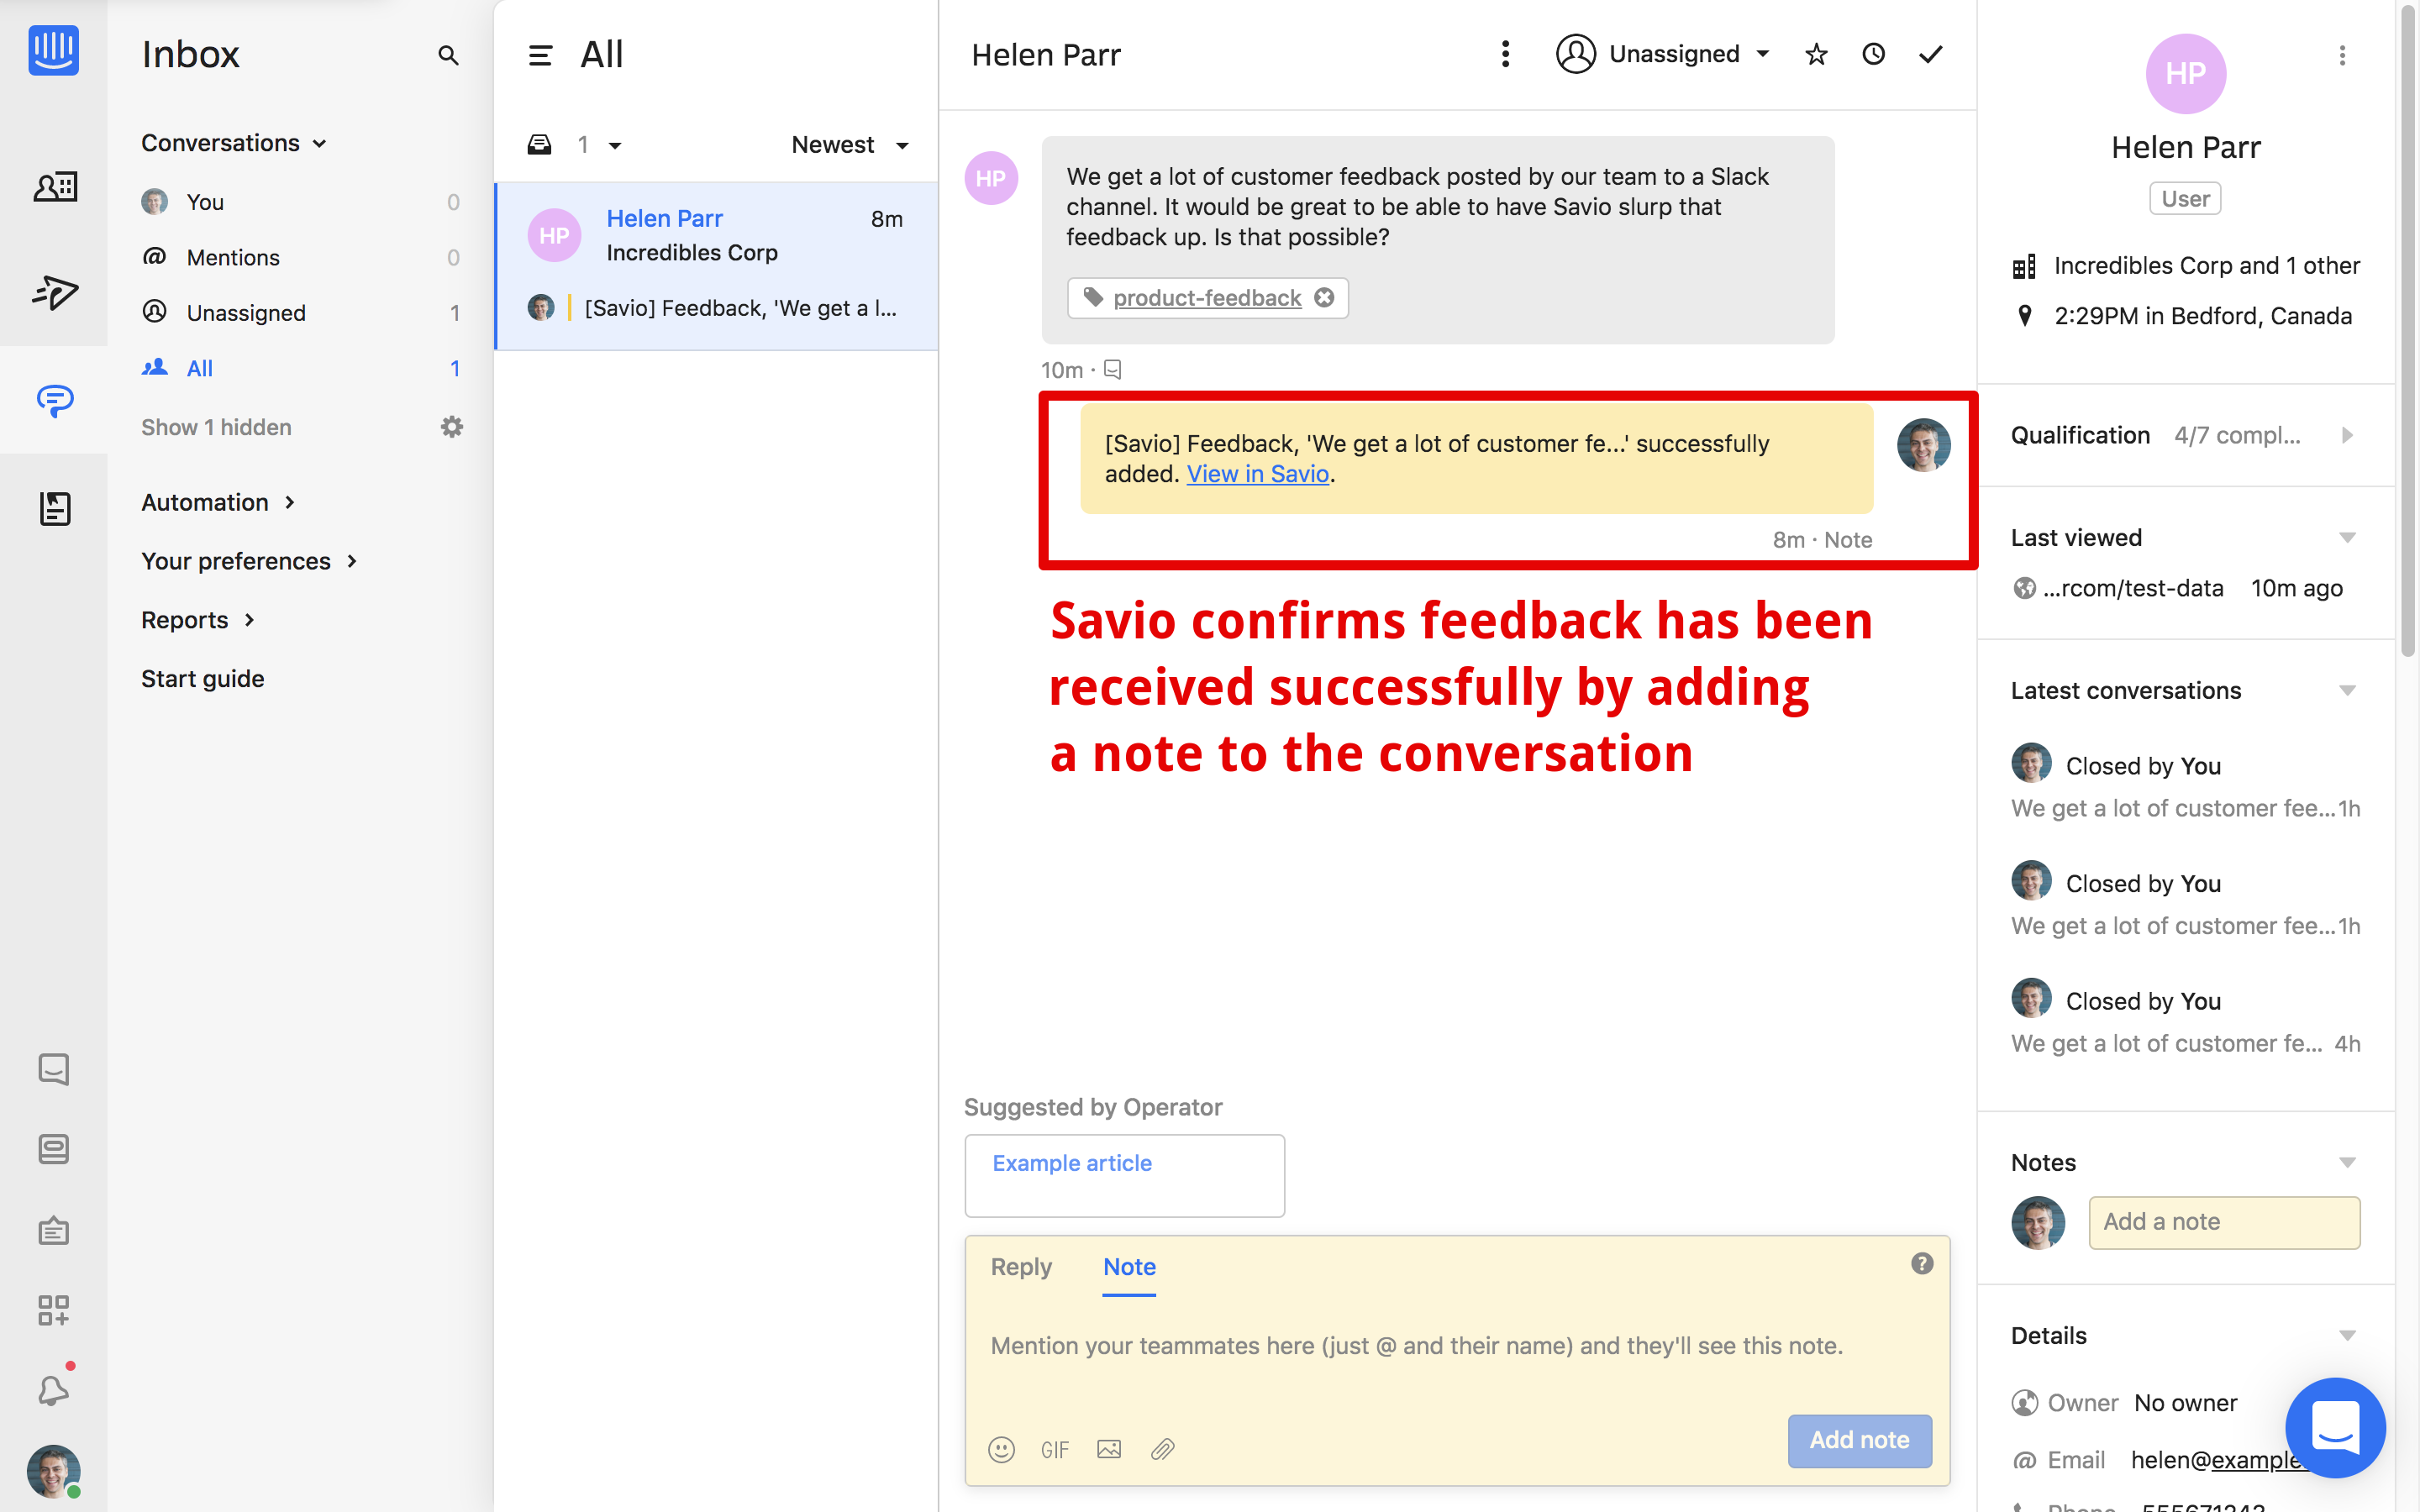 Inbox
Conversations
You 0
Mentions 0
Unassigned 1
All 1
Show 1 hidden
Automation
Your preferences
Reports
Start guide
All
1 Newest
HP
Helen Parr 8m
Incredibles Corp
[Savio] Feedback, 'We get a l...
Helen Parr
Unassigned
HP
We get a lot of customer feedback posted by our team to a Slack
channel. It would be great to be able to have Savio slurp that
feedback up. Is that possible?
product-feedback
10m ·
[Savio] Feedback, 'We get a lot of customer fe...' successfully
added. View in Savio.
8m · Note
Savio confirms feedback has been
received successfully by adding
a note to the conversation
Suggested by Operator
Example article
Reply Note
Mention your teammates here (just @ and their name) and they'll see this note.
GIF
Add note
HP
Helen Parr
User
Incredibles Corp and 1 other
2:29PM in Bedford, Canada
Qualification 4/7 compl...
Last viewed
...rcom/test-data 10m ago
Latest conversations
Closed by You
We get a lot of customer fee... 1h
Closed by You
We get a lot of customer fee... 1h
Closed by You
We get a lot of customer fe... 4h
Notes
Add a note
Details
Owner No owner
@ Email helen@example